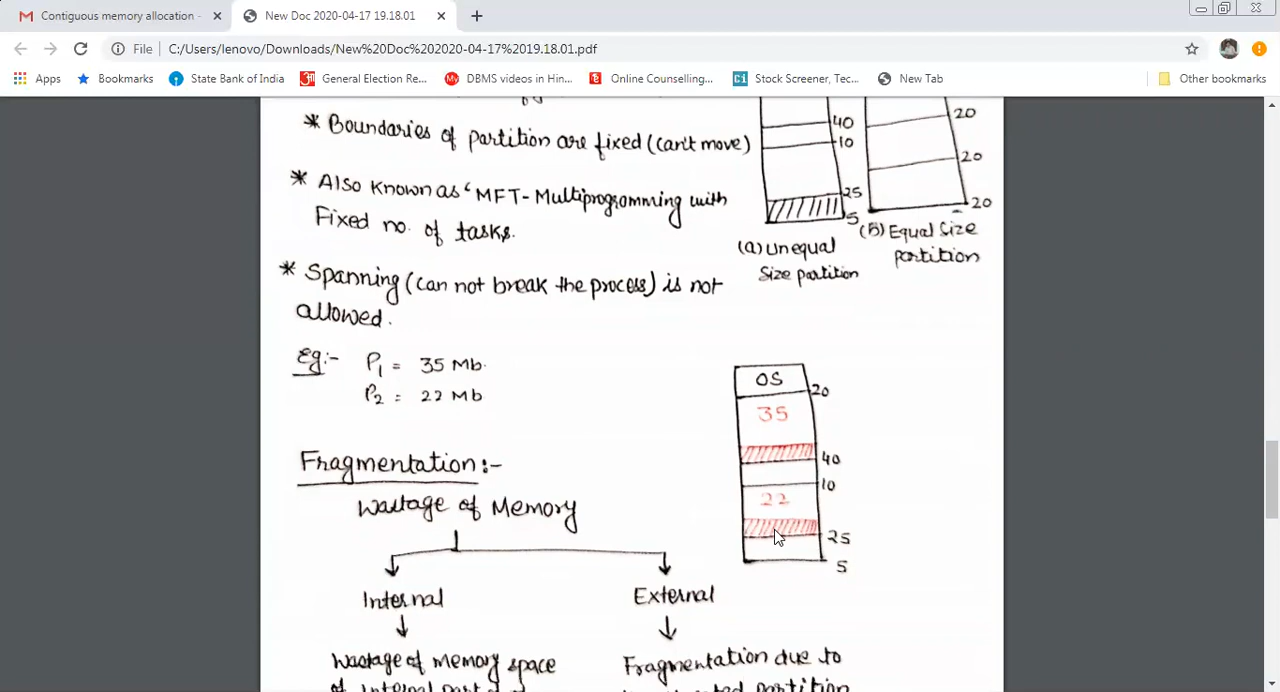 Contiguous memory allocation -
New Doc 2020-04-17 19.18.01
File
C:/Users/lenovo/Downloads/New%20Doc%202020-04-17%2019.18.01.pdf
Apps
Bookmarks
State Bank of India
General Election Re...
DBMS videos in Hin...
Online Counselling...
Stock Screener, Tec...
New Tab
Other bookmarks
* Boundaries of partition are fixed (can't move)
* Also Known as 'MFT- Multiprogramming with
Fixed no. of tasks.
* Spanning (can not break the process) is not
allowed.
40
10
25
5
(a) Unequal
Size partition
20
20
20
(B) Equal Size
partition
Eg:- P1 = 35 Mb.
P2 = 22 Mb
OS
20
35
40
10
22
25
5
Fragmentation:-
Wastage of Memory
Internal
External
Wastage of memory space
Fragmentation due to
of internal part
partition